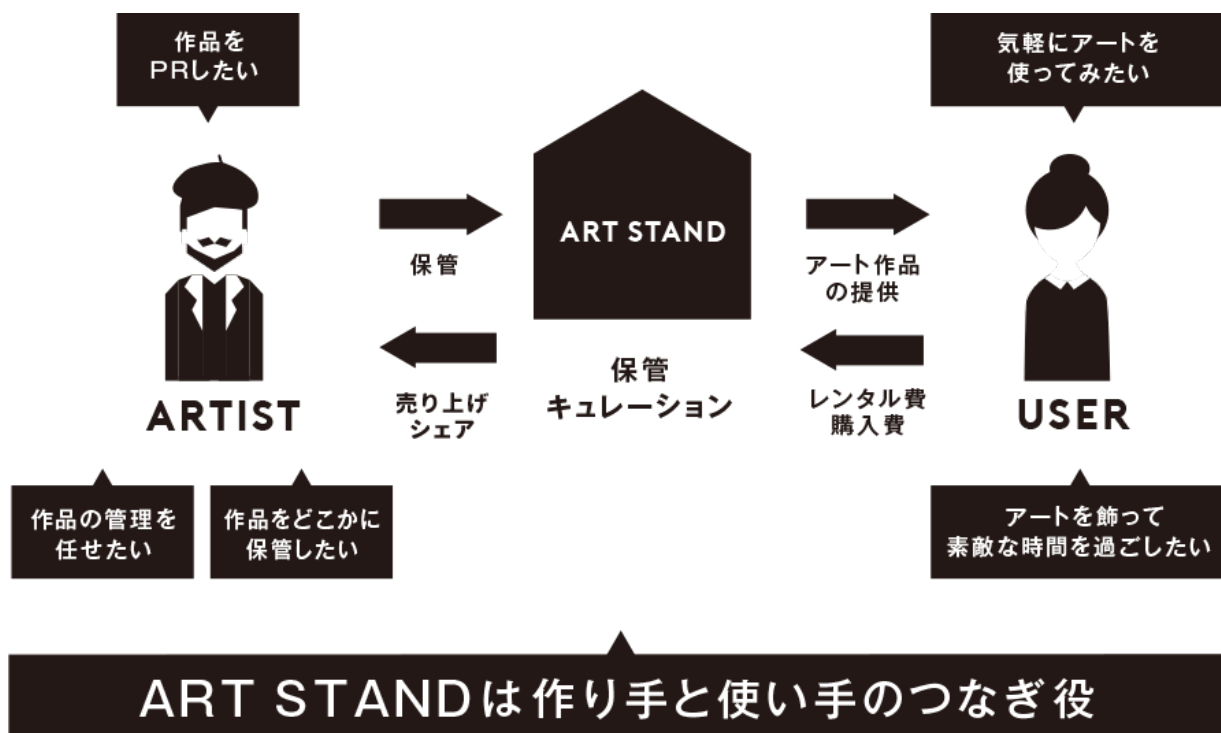 作品を
PRしたい
気軽にアートを
使ってみたい
ART STAND
保管
アート作品
の提供
保管
キュレーション
売り上げ
シェア
レンタル費
購入費
ARTIST
USER
作品の管理を
任せたい
作品をどこかに
保管したい
アートを飾って
素敵な時間を過ごしたい
ART STANDは作り手と使い手のつなぎ役